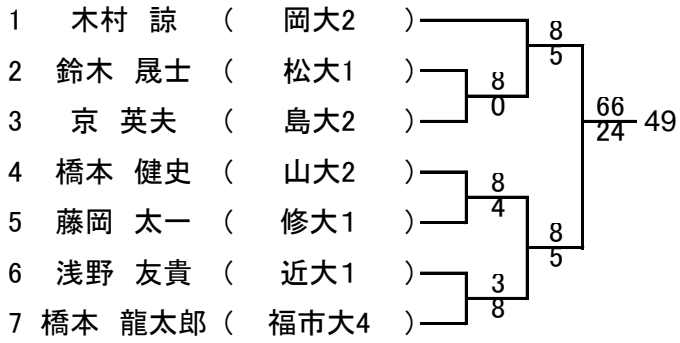 1 木村 諒 ( 岡大2 )
8
5
2 鈴木 晟士 ( 松大1 )
8
0
3 京 英夫 ( 島大2 )
66
24 49
4 橋本 健史 ( 山大2 )
8
4
5 藤岡 太一 ( 修大1 )
8
5
6 浅野 友貴 ( 近大1 )
3
8
7 橋本 龍太郎 ( 福市大4 )